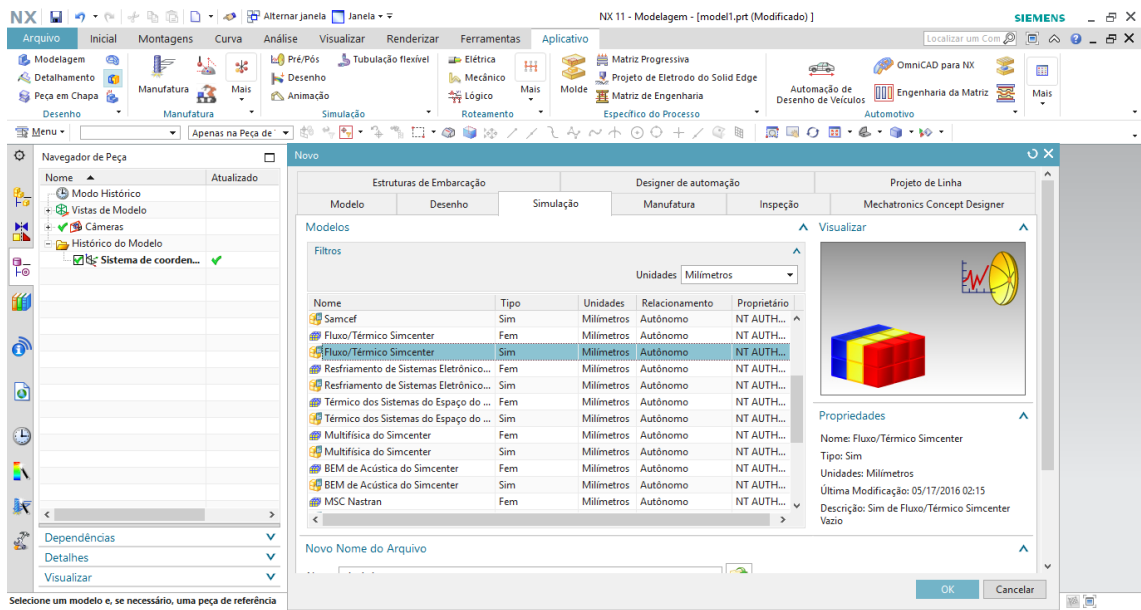 NX Alternar janela Janela NX 11 - Modelagem - [model1.prt (Modificado) ] SIEMENS
Arquivo Inicial Montagens Curva Análise Visualizar Renderizar Ferramentas Aplicativo Localizar um Com
Modelagem
Detalhamento
Peça em Chapa
Desenho
Manufatura Mais
Manufatura
Pré/Pós Tubulação flexível
Desenho
Animação
Simulação
Elétrica
Mecânico
Lógico
Mais
Roteamento
Molde
Matriz Progressiva
Projeto de Eletrodo do Solid Edge
Matriz de Engenharia
Específico do Processo
Automação de
Desenho de Veículos
OmniCAD para NX
Engenharia da Matriz
Automotivo
Mais
Menu Apenas na Peça de
Navegador de Peça
Nome Atualizado
Modo Histórico
Vistas de Modelo
Câmeras
Histórico do Modelo
Sistema de coorden...
Dependências
Detalhes
Visualizar
Novo
Estruturas de Embarcação Designer de automação Projeto de Linha
Modelo Desenho Simulação Manufatura Inspeção Mechatronics Concept Designer
Modelos
Filtros
Unidades Milímetros
Nome Tipo Unidades Relacionamento Proprietário
Samcef Sim Milímetros Autônomo NT AUTH...
Fluxo/Térmico Simcenter Fem Milímetros Autônomo NT AUTH...
Fluxo/Térmico Simcenter Sim Milímetros Autônomo NT AUTH...
Resfriamento de Sistemas Eletrônico... Fem Milímetros Autônomo NT AUTH...
Resfriamento de Sistemas Eletrônico... Sim Milímetros Autônomo NT AUTH...
Térmico dos Sistemas do Espaço do ... Fem Milímetros Autônomo NT AUTH...
Térmico dos Sistemas do Espaço do ... Sim Milímetros Autônomo NT AUTH...
Multifísica do Simcenter Fem Milímetros Autônomo NT AUTH...
Multifísica do Simcenter Sim Milímetros Autônomo NT AUTH...
BEM de Acústica do Simcenter Fem Milímetros Autônomo NT AUTH...
BEM de Acústica do Simcenter Sim Milímetros Autônomo NT AUTH...
MSC Nastran Fem Milímetros Autônomo NT AUTH...
Novo Nome do Arquivo
Visualizar
Propriedades
Nome: Fluxo/Térmico Simcenter
Tipo: Sim
Unidades: Milímetros
Última Modificação: 05/17/2016 02:15
Descrição: Sim de Fluxo/Térmico Simcenter
Vazio
OK Cancelar
Selecione um modelo e, se necessário, uma peça de referência